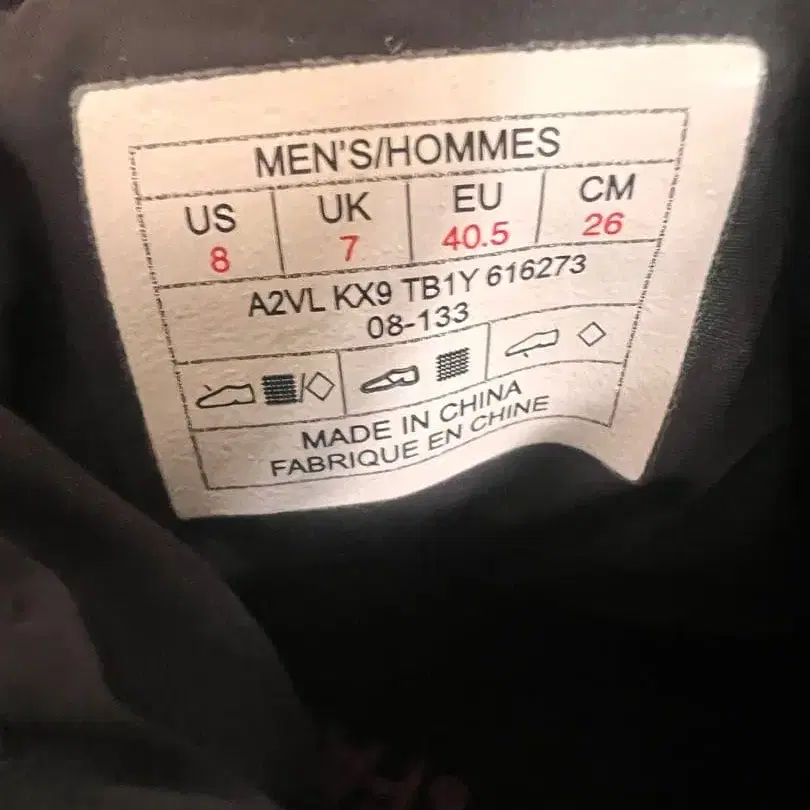 MEN'S/HOMMES
US UK EU CM
8 7 40.5 26
A2VL KX9 TB1Y 616273
08-133
MADE IN CHINA
FABRIQUE EN CHINE